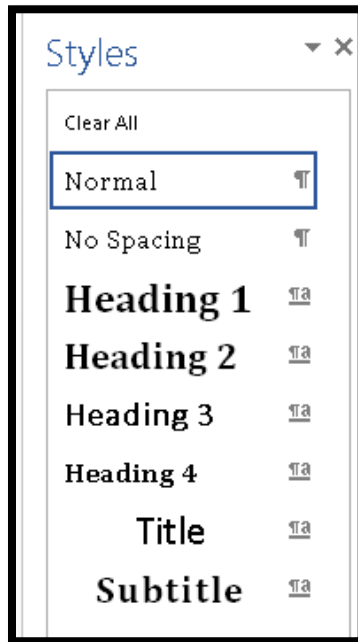 Styles
Clear All
Normal ¶
No Spacing ¶
Heading 1 ¶a
Heading 2 ¶a
Heading 3 ¶a
Heading 4 ¶a
Title ¶a
Subtitle ¶a